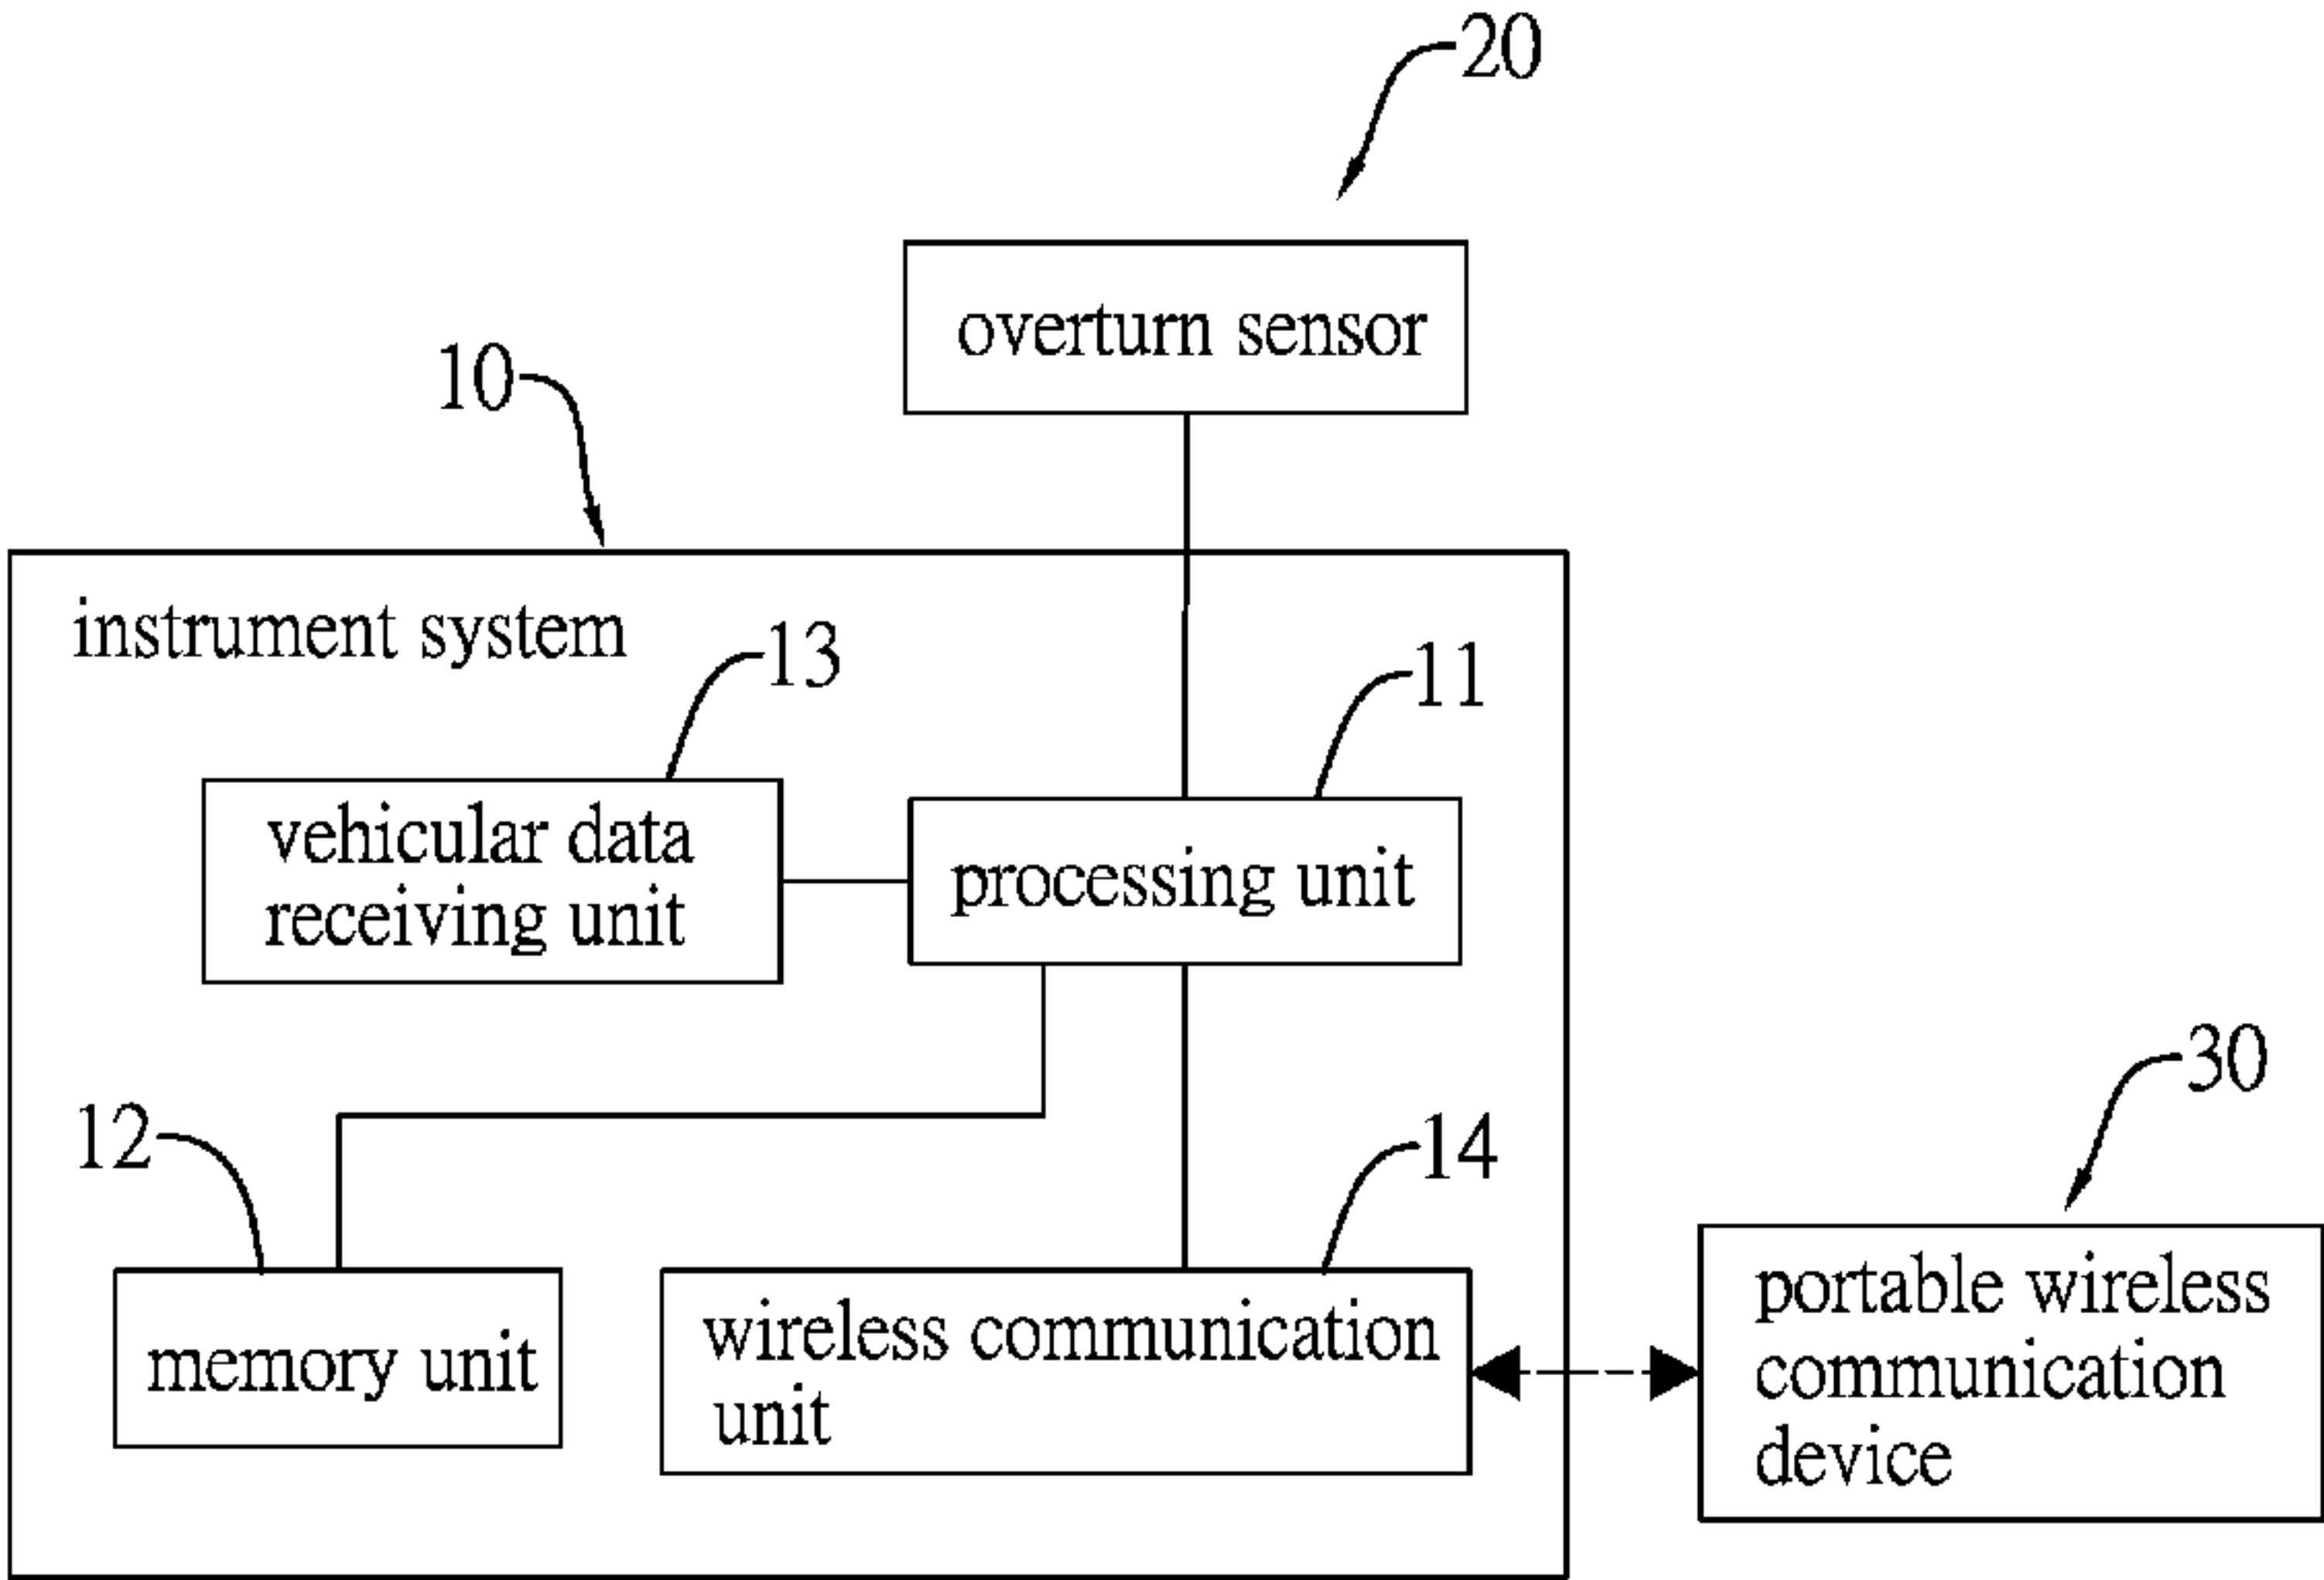 20
overturn sensor
10
instrument system
13
11
vehicular data
receiving unit
processing unit
30
12
14
memory unit
wireless communication
unit
portable wireless
communication
device